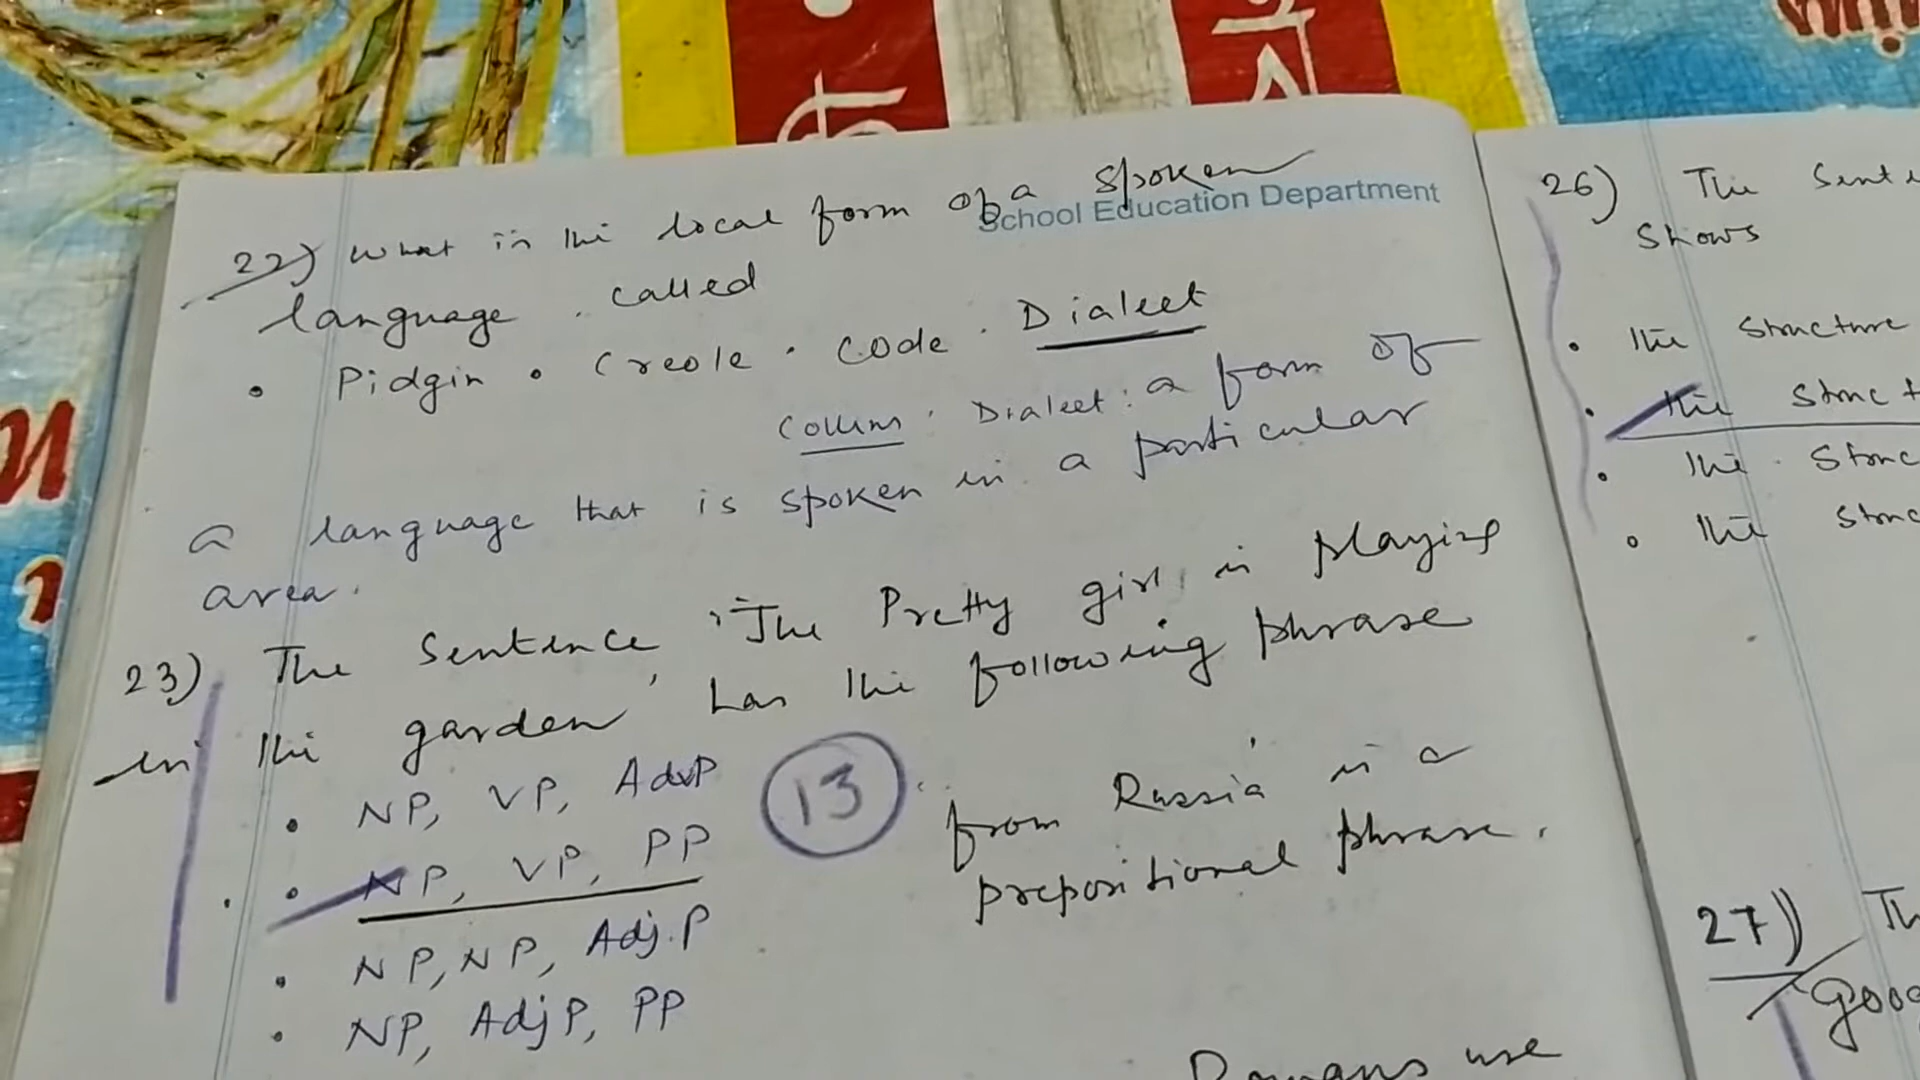 22) What is the local form of a spoken
School Education Department
language called
• Pidgin • Creole • Code • Dialect
Collins : Dialect : a form of
a language that is spoken in a particular
area.
23) The Sentence, 'The Pretty girl is playing
in the garden' has the following phrase
• NP, VP, AdvP
• NP, VP, PP
• NP, NP, Adj.P
• NP, AdjP, PP
13
from Russia is a
prepositional phrase.
Romans use
26) The Sente
Shows
• The Structure
• The Struct
• The Struc
• The Struc
27) Th
goo